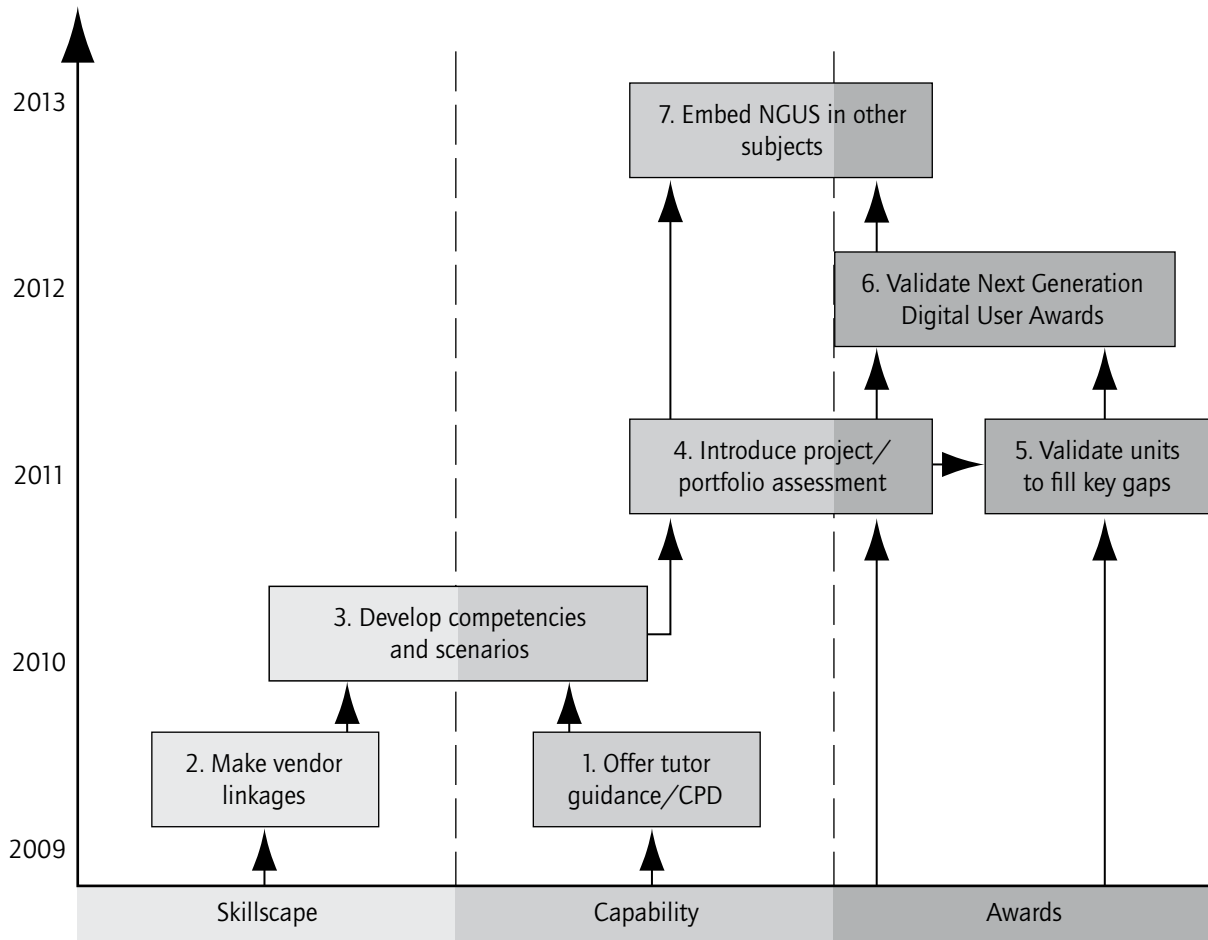 2013
7. Embed NGUS in other
subjects
2012
6. Validate Next Generation
Digital User Awards
2011
4. Introduce project/
portfolio assessment
5. Validate units
to fill key gaps
2010
3. Develop competencies
and scenarios
2. Make vendor
linkages
1. Offer tutor
guidance/CPD
2009
Skillscape
Capability
Awards